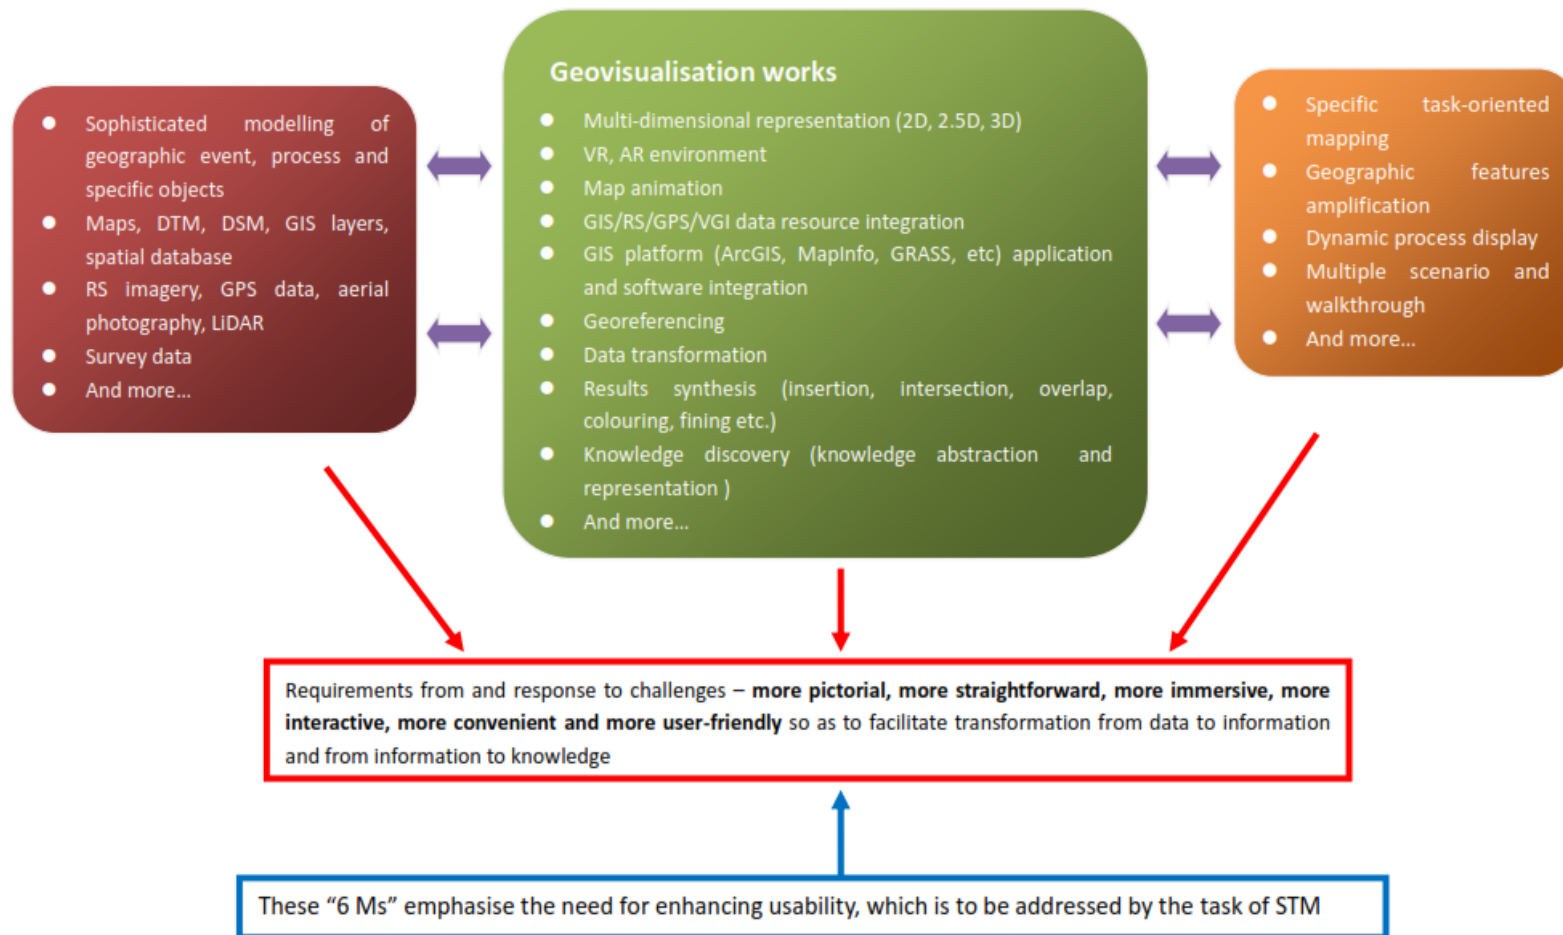 Sophisticated modelling of
geographic event, process and
specific objects
Maps, DTM, DSM, GIS layers,
spatial database
RS imagery, GPS data, aerial
photography, LiDAR
Survey data
And more...
Geovisualisation works
Multi-dimensional representation (2D, 2.5D, 3D)
VR, AR environment
Map animation
GIS/RS/GPS/VGI data resource integration
GIS platform (ArcGIS, MapInfo, GRASS, etc) application
and software integration
Georeferencing
Data transformation
Results synthesis (insertion, intersection, overlap,
colouring, fining etc.)
Knowledge discovery (knowledge abstraction and
representation )
And more...
Specific task-oriented
mapping
Geographic features
amplification
Dynamic process display
Multiple scenario and
walkthrough
And more...
Requirements from and response to challenges – more pictorial, more straightforward, more immersive, more
interactive, more convenient and more user-friendly so as to facilitate transformation from data to information
and from information to knowledge
These “6 Ms” emphasise the need for enhancing usability, which is to be addressed by the task of STM